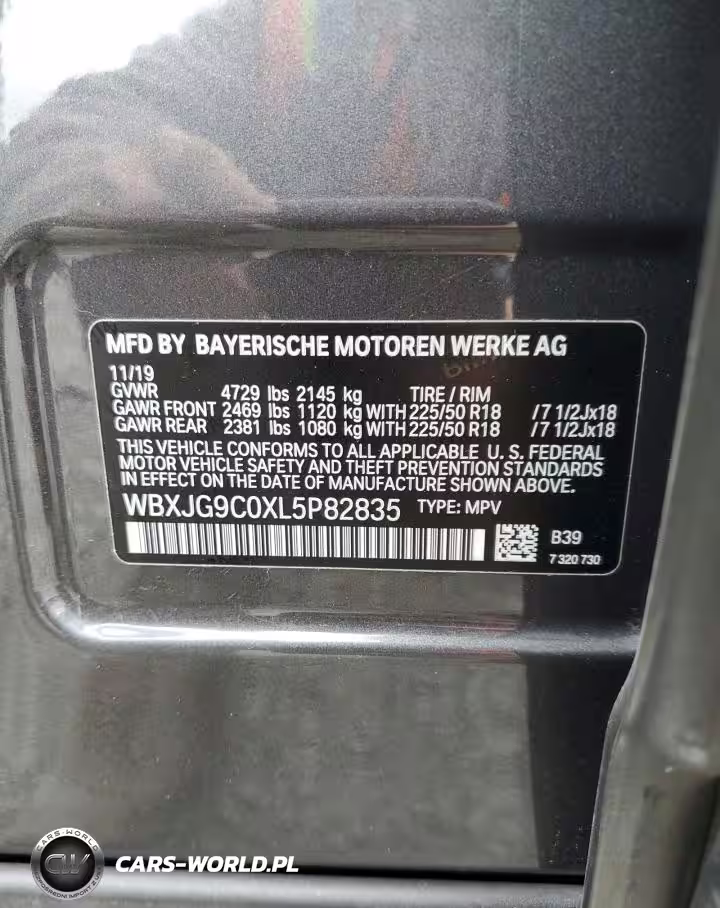 MFD BY BAYERISCHE MOTOREN WERKE AG
11/19
GVWR 4729 lbs 2145 kg TIRE / RIM
GAWR FRONT 2469 lbs 1120 kg WITH 225/50 R18 /7 1/2Jx18
GAWR REAR 2381 lbs 1080 kg WITH 225/50 R18 /7 1/2Jx18
THIS VEHICLE CONFORMS TO ALL APPLICABLE U. S. FEDERAL
MOTOR VEHICLE SAFETY AND THEFT PREVENTION STANDARDS
IN EFFECT ON THE DATE OF MANUFACTURE SHOWN ABOVE.
WBXJG9C0XL5P82835 TYPE: MPV
B39
7 320 730
CARS-WORLD
CW
CARS-WORLD.PL